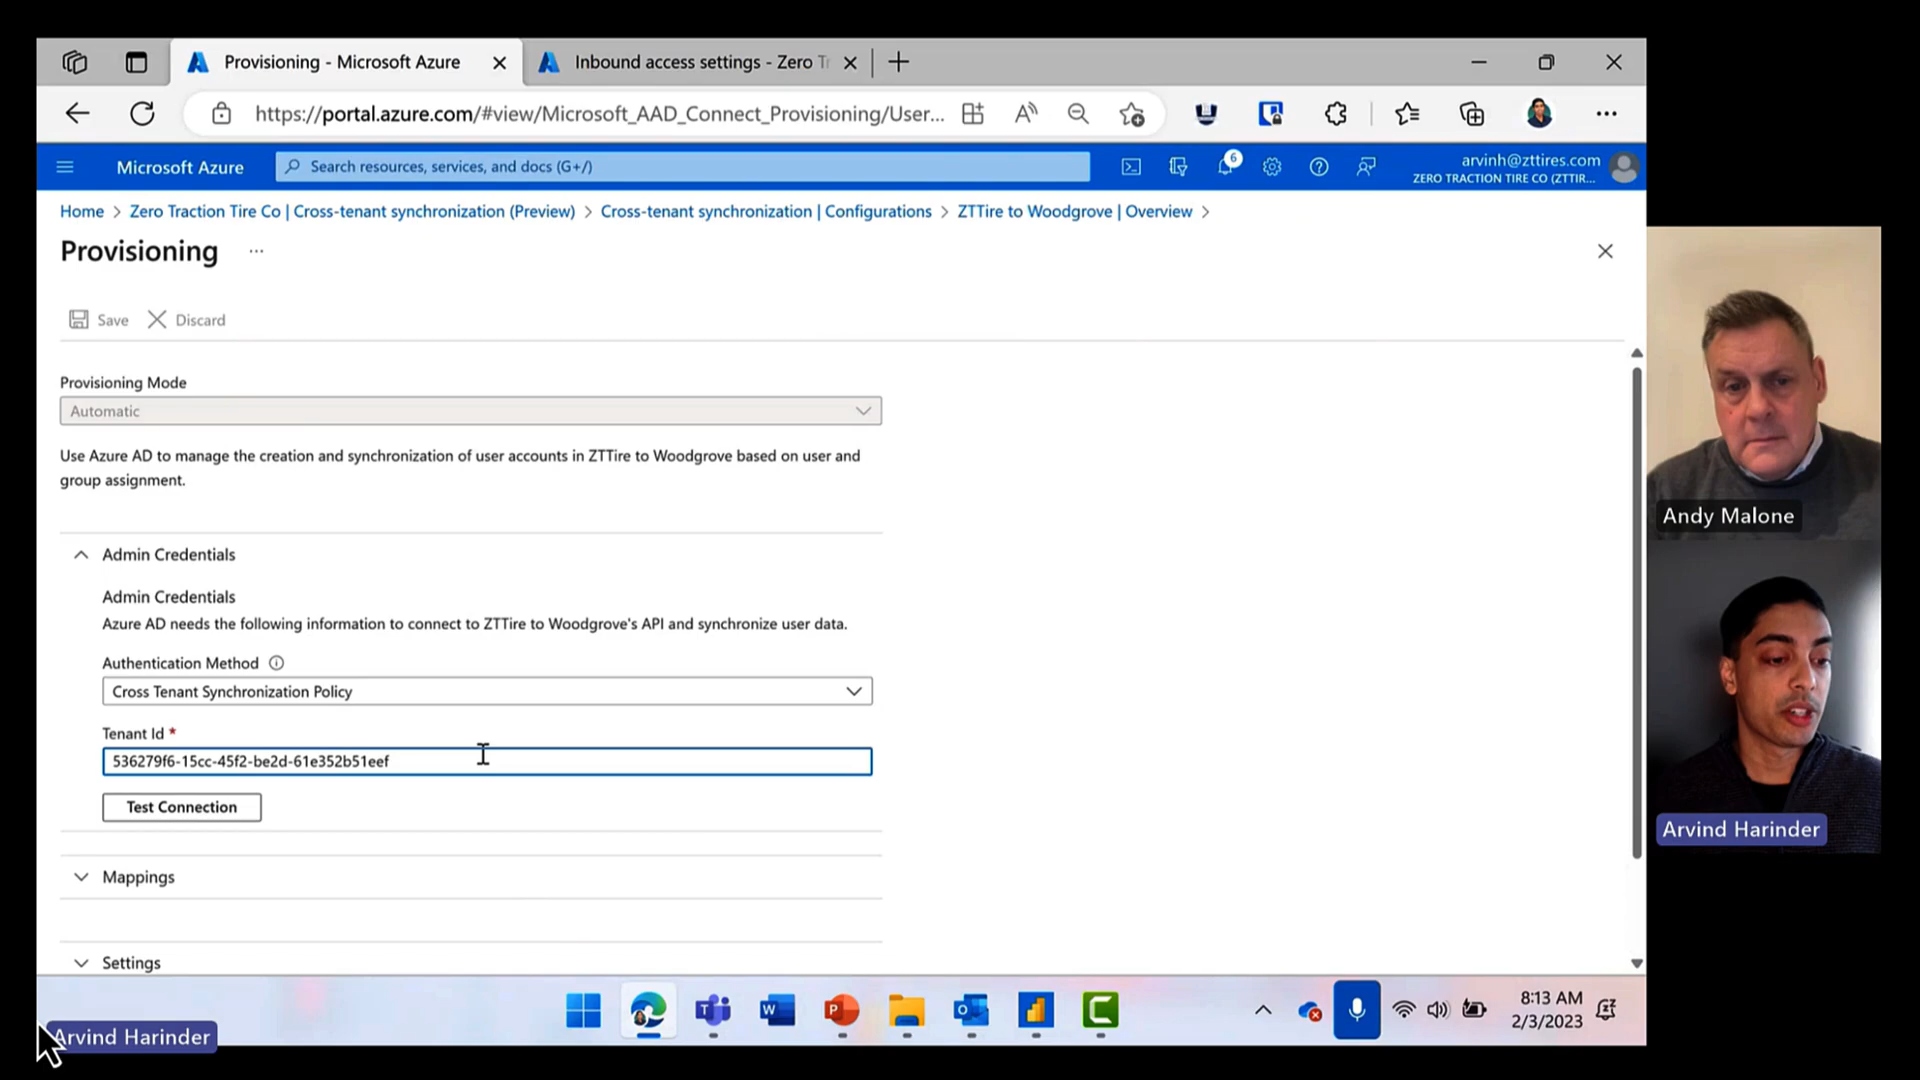 Provisioning - Microsoft Azure
Inbound access settings - Zero Tr
https://portal.azure.com/#view/Microsoft_AAD_Connect_Provisioning/User...
Microsoft Azure
Search resources, services, and docs (G+/)
6
arvinh@zttires.com
ZERO TRACTION TIRE CO (ZTTIR...
Home > Zero Traction Tire Co | Cross-tenant synchronization (Preview) > Cross-tenant synchronization | Configurations > ZTTire to Woodgrove | Overview >
Provisioning ...
Save
Discard
Provisioning Mode
Automatic
Use Azure AD to manage the creation and synchronization of user accounts in ZTTire to Woodgrove based on user and
group assignment.
Admin Credentials
Admin Credentials
Azure AD needs the following information to connect to ZTTire to Woodgrove's API and synchronize user data.
Authentication Method
Cross Tenant Synchronization Policy
Tenant Id *
536279f6-15cc-45f2-be2d-61e352b51eef
Test Connection
Mappings
Settings
8:13 AM
2/3/2023
Andy Malone
Arvind Harinder
Arvind Harinder